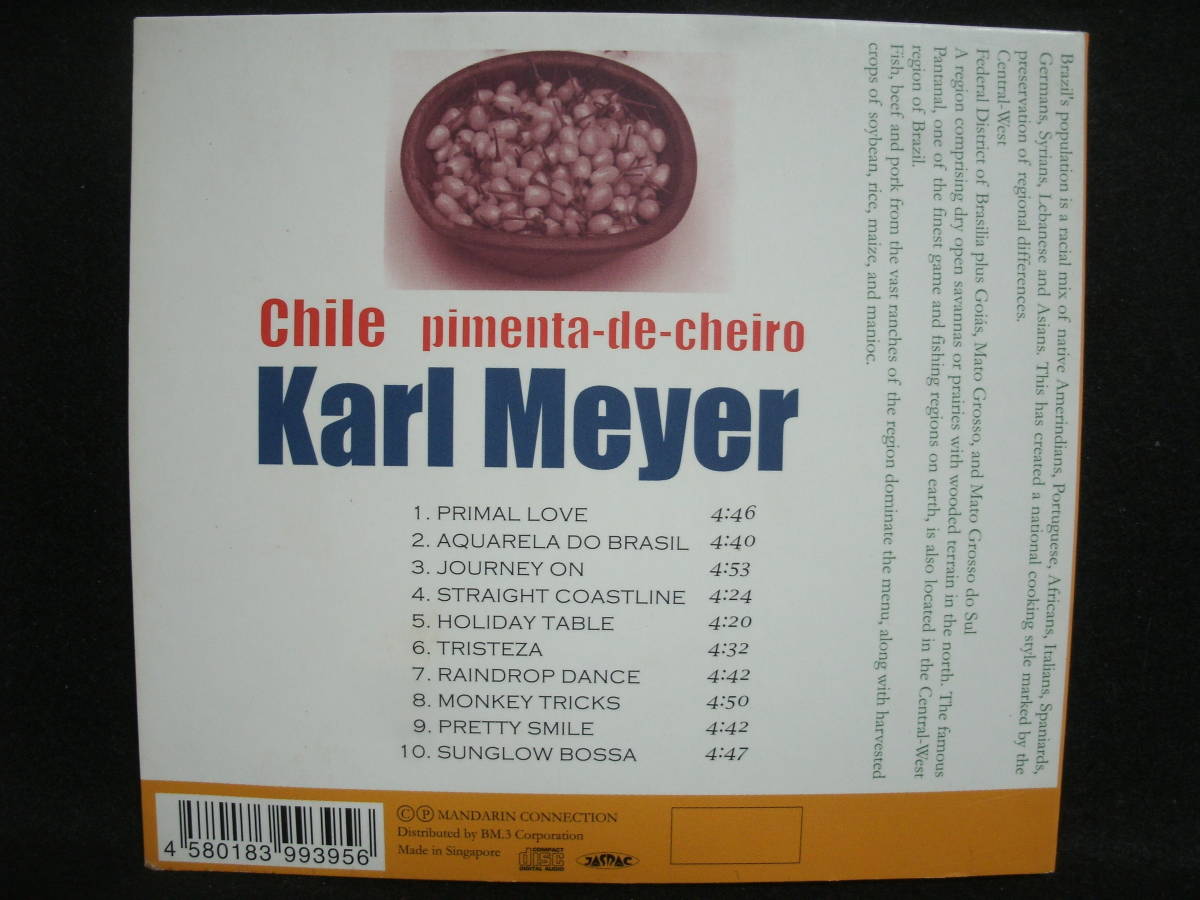 Chile pimenta-de-cheiro
Karl Meyer
1. PRIMAL LOVE 4:46
2. AQUARELA DO BRASIL 4:40
3. JOURNEY ON 4:53
4. STRAIGHT COASTLINE 4:24
5. HOLIDAY TABLE 4:20
6. TRISTEZA 4:32
7. RAINDROP DANCE 4:42
8. MONKEY TRICKS 4:50
9. PRETTY SMILE 4:42
10. SUNGLOW BOSSA 4:47
Brazil's population is a racial mix of native Amerindians, Portuguese, Africans, Italians, Spaniards,
Germans, Syrians, Lebanese and Asians. This has created a national cooking style marked by the
preservation of regional differences.
Central-West
Federal District of Brasilia plus Goiás, Mato Grosso, and Mato Grosso do Sul
A region comprising dry open savannas or prairies with wooded terrain in the north. The famous
Pantanal, one of the finest game and fishing regions on earth, is also located in the Central-West
region of Brazil.
Fish, beef and pork from the vast ranches of the region dominate the menu, along with harvested
crops of soybean, rice, maize, and manioc.
4 580183 993956
©℗ MANDARIN CONNECTION
Distributed by BM.3 Corporation
Made in Singapore
COMPACT
disc
DIGITAL AUDIO
JASRAC